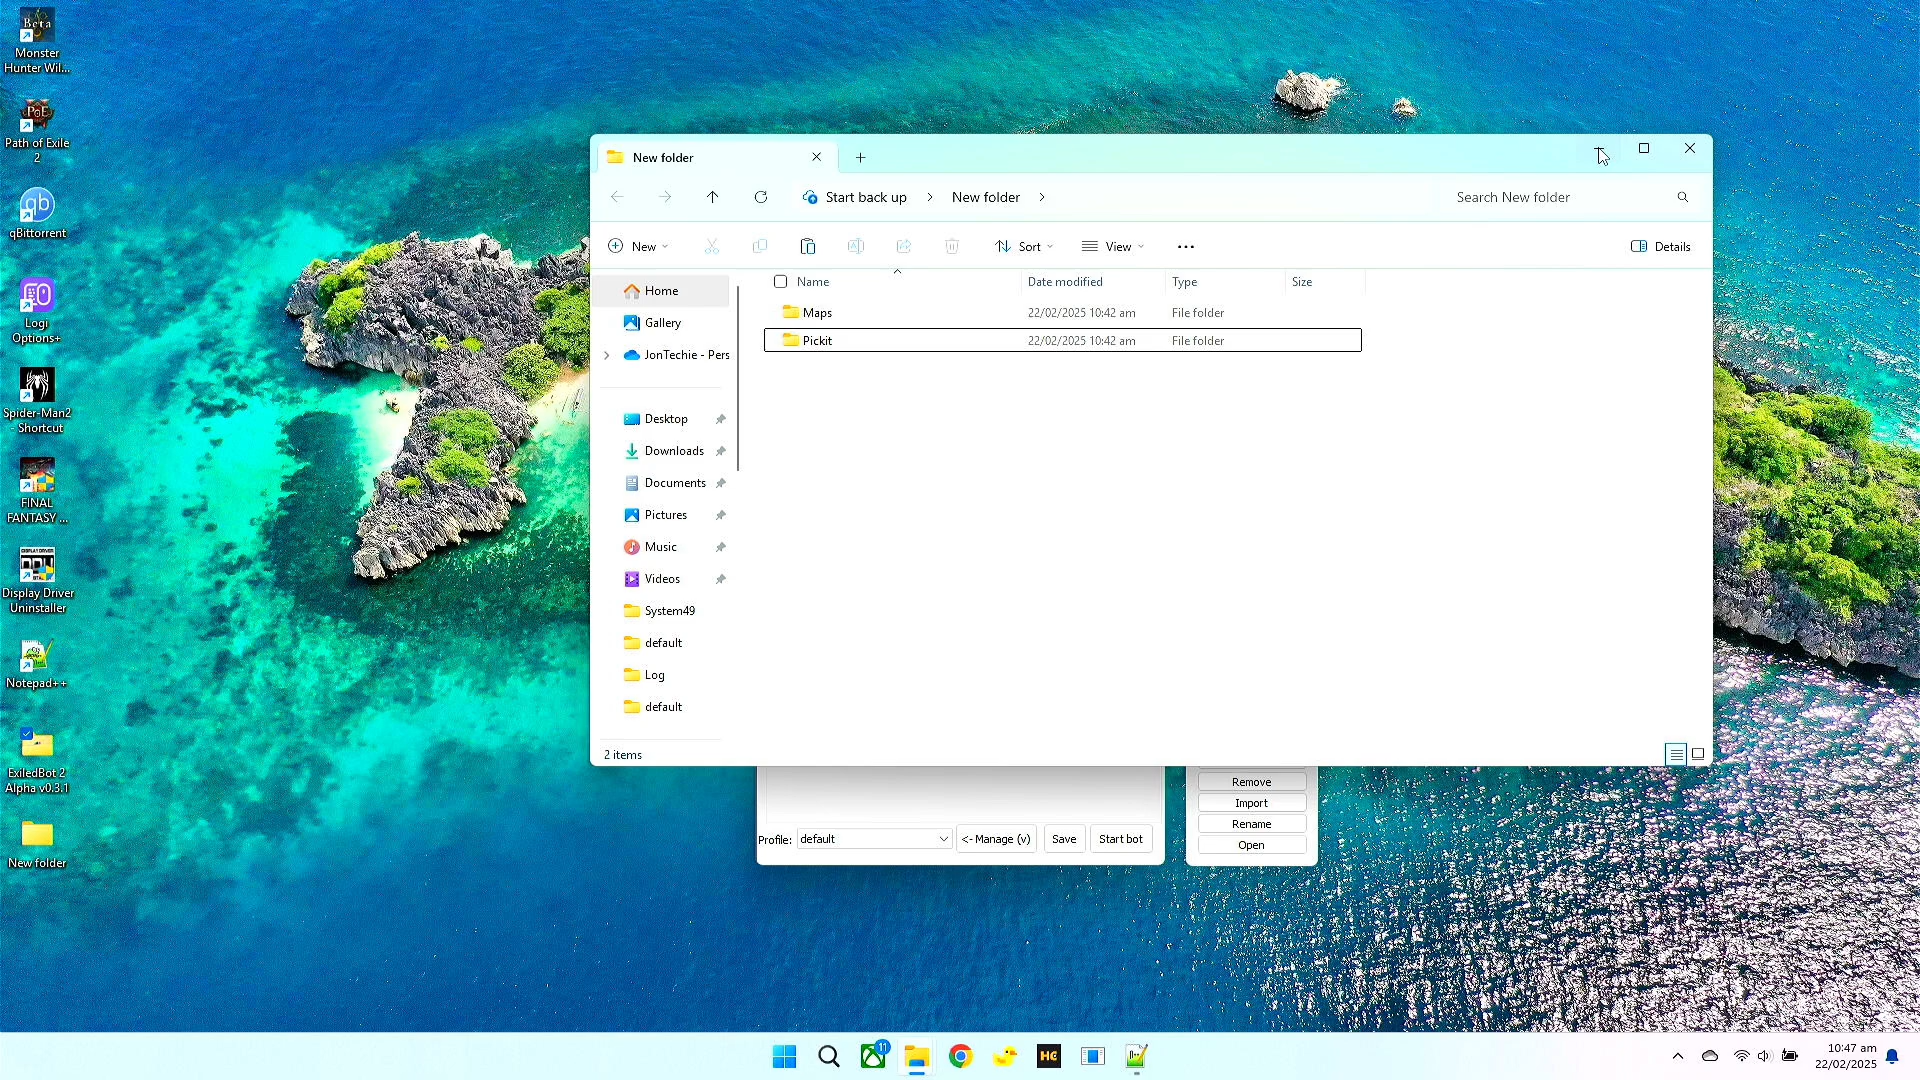 Beta
Monster
Hunter Wil...
PoE
Path of Exile
2
qb
qBittorrent
Logi
Options+
Spider-Man2
- Shortcut
FINAL
FANTASY ...
Display Driver
Uninstaller
Notepad++
ExiledBot 2
Alpha v0.3.1
New folder
New folder
Start back up
New folder
Search New folder
New
Sort
View
Details
Name
Date modified
Type
Size
Maps
22/02/2025 10:42 am
File folder
Pickit
22/02/2025 10:42 am
File folder
Home
Gallery
JonTechie - Pers
Desktop
Downloads
Documents
Pictures
Music
Videos
System49
default
Log
default
2 items
Profile:
default
<- Manage (v)
Save
Start bot
Remove
Import
Rename
Open
11
HC
10:47 am
22/02/2025